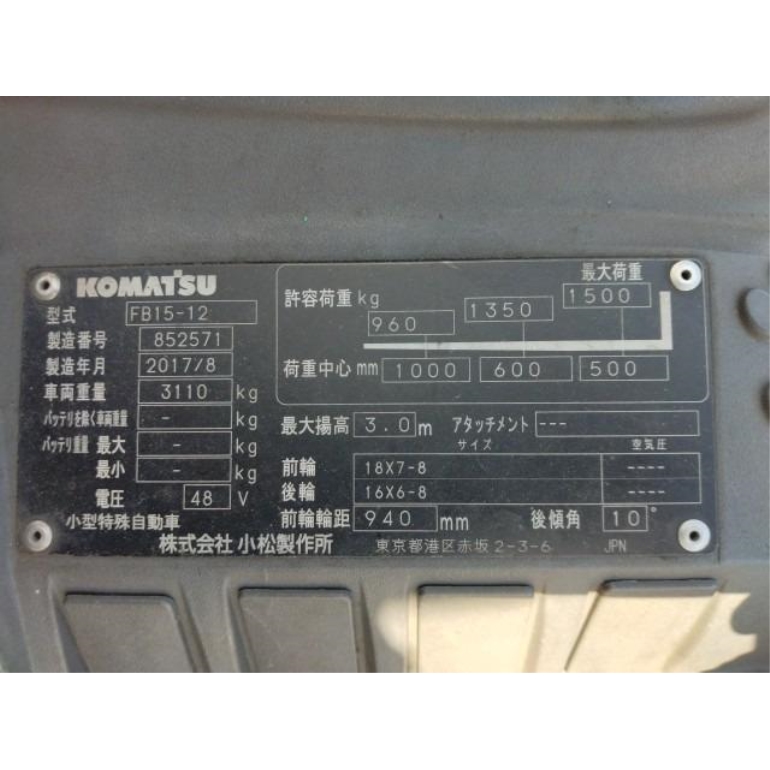 KOMATSU
型式 FB15-12
製造番号 852571
製造年月 2017/8
車両重量 3110 kg
バッテリを除く車両重量 - kg
バッテリ重量 最大 - kg
最小 - kg
電圧 48 V
小型特殊自動車
最大荷重
許容荷重 kg 960 1350 1500
荷重中心 mm 1000 600 500
最大揚高 3.0 m アタッチメント ---
サイズ 空気圧
前輪 18X7-8 ----
後輪 16X6-8 ----
前輪輪距 940 mm 後傾角 10°
株式会社 小松製作所 東京都港区赤坂2-3-6 JPN